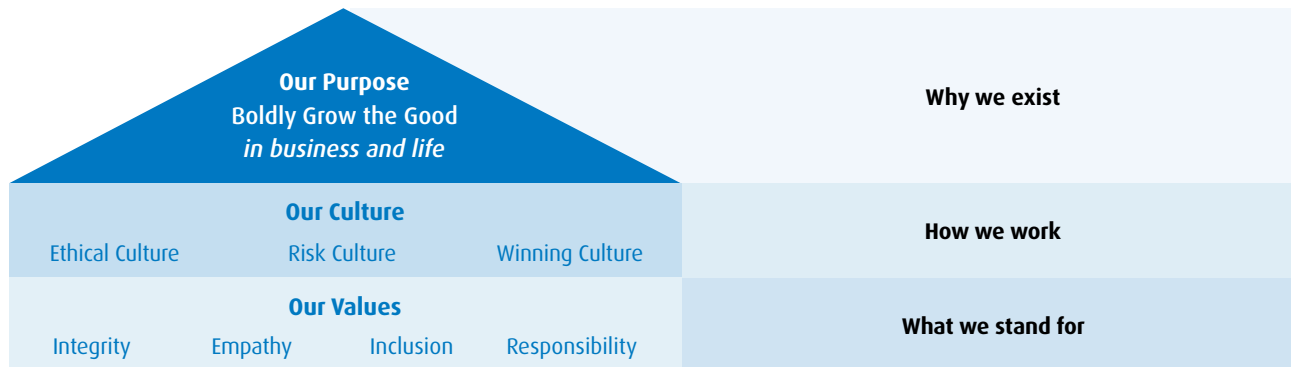 Our Purpose
Boldly Grow the Good
in business and life
Why we exist
Our Culture
Ethical Culture Risk Culture Winning Culture
How we work
Our Values
Integrity Empathy Inclusion Responsibility
What we stand for